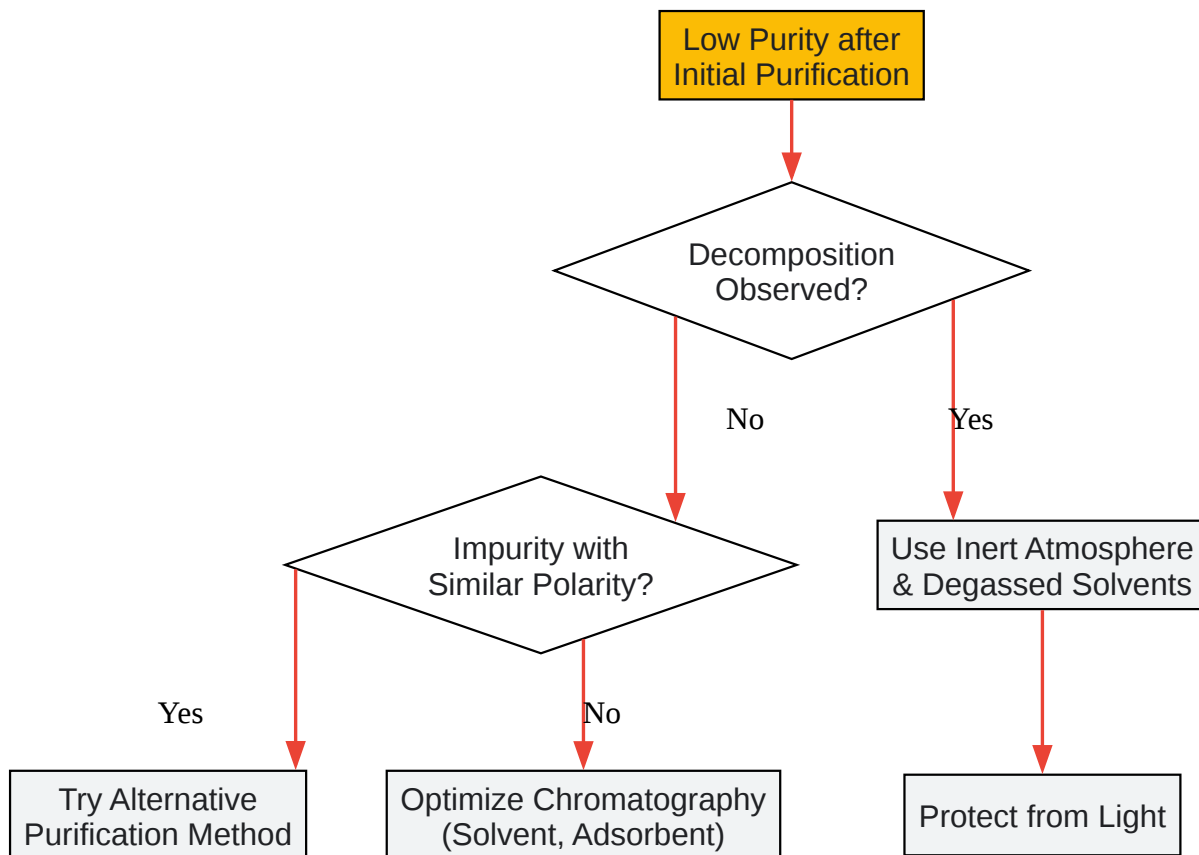 Low Purity after
Initial Purification
Decomposition
Observed?
No
Yes
Impurity with
Similar Polarity?
Use Inert Atmosphere
& Degassed Solvents
Yes
No
Try Alternative
Purification Method
Optimize Chromatography
(Solvent, Adsorbent)
Protect from Light